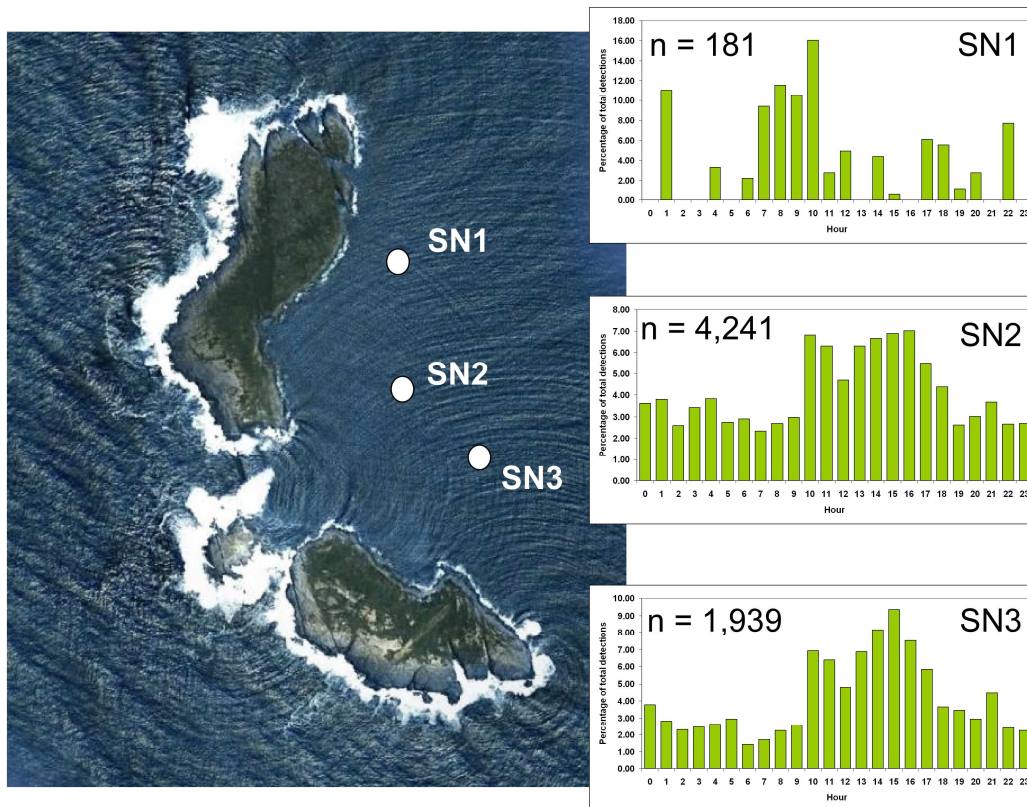 SN1
SN2
SN3
n = 181
SN1
Percentage of total detections
18.00
16.00
14.00
12.00
10.00
8.00
6.00
4.00
2.00
0.00
0 1 2 3 4 5 6 7 8 9 10 11 12 13 14 15 16 17 18 19 20 21 22 23
Hour
n = 4,241
SN2
Percentage of total detections
8.00
7.00
6.00
5.00
4.00
3.00
2.00
1.00
0.00
0 1 2 3 4 5 6 7 8 9 10 11 12 13 14 15 16 17 18 19 20 21 22 23
Hour
n = 1,939
SN3
Percentage of total detections
10.00
9.00
8.00
7.00
6.00
5.00
4.00
3.00
2.00
1.00
0.00
0 1 2 3 4 5 6 7 8 9 10 11 12 13 14 15 16 17 18 19 20 21 22 23
Hour